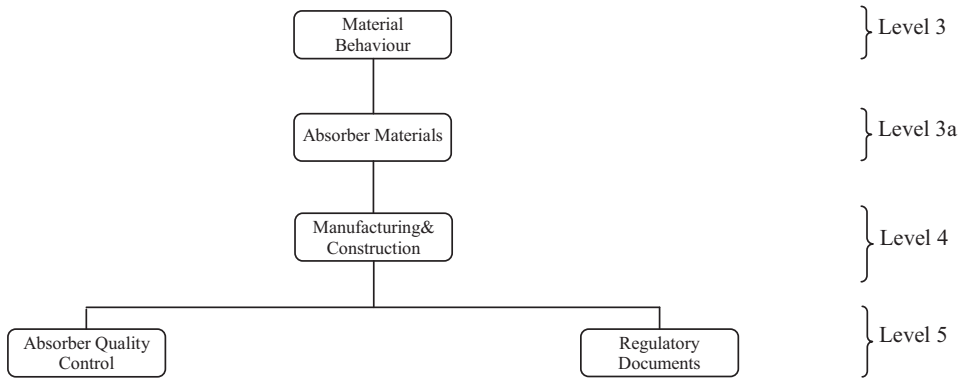 Material
Behaviour
Level 3
Absorber Materials
Level 3a
Manufacturing&
Construction
Level 4
Absorber Quality
Control
Regulatory
Documents
Level 5